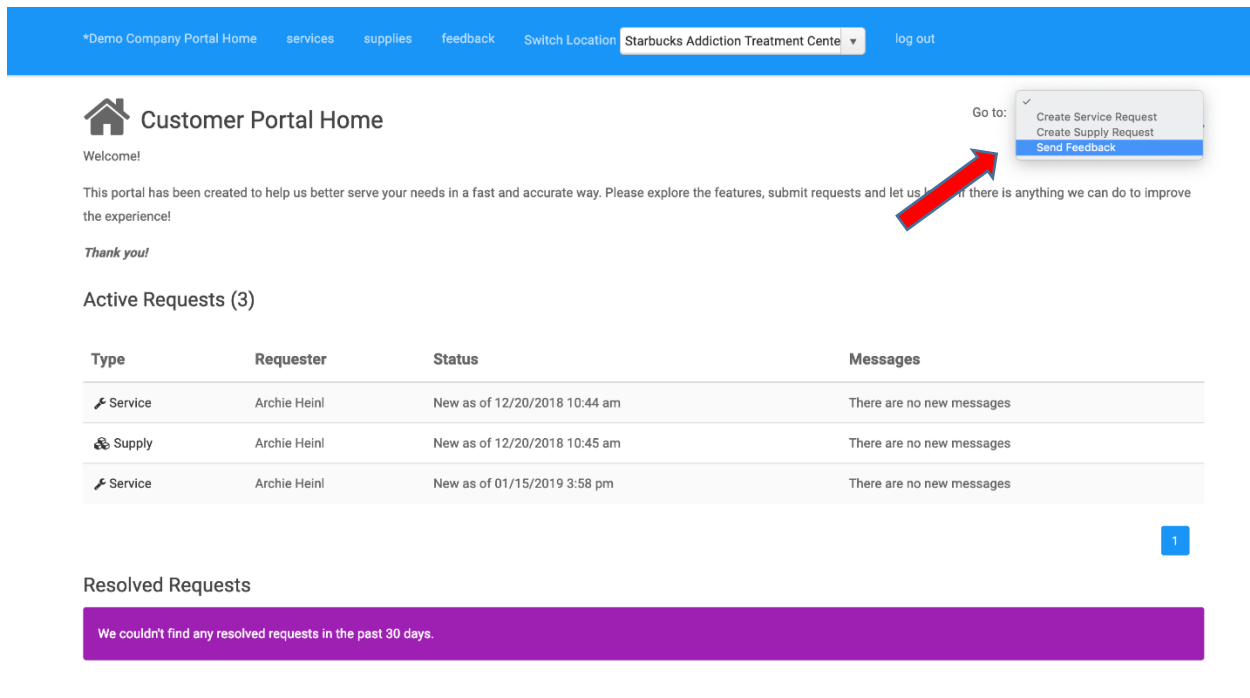 *Demo Company Portal Home services supplies feedback Switch Location Starbucks Addiction Treatment Cente log out
Customer Portal Home
Go to:
Create Service Request
Create Supply Request
Send Feedback
Welcome!
This portal has been created to help us better serve your needs in a fast and accurate way. Please explore the features, submit requests and let us if there is anything we can do to improve
the experience!
Thank you!
Active Requests (3)
Type Requester Status Messages
Service Archie Heinl New as of 12/20/2018 10:44 am There are no new messages
Supply Archie Heinl New as of 12/20/2018 10:45 am There are no new messages
Service Archie Heinl New as of 01/15/2019 3:58 pm There are no new messages
1
Resolved Requests
We couldn't find any resolved requests in the past 30 days.